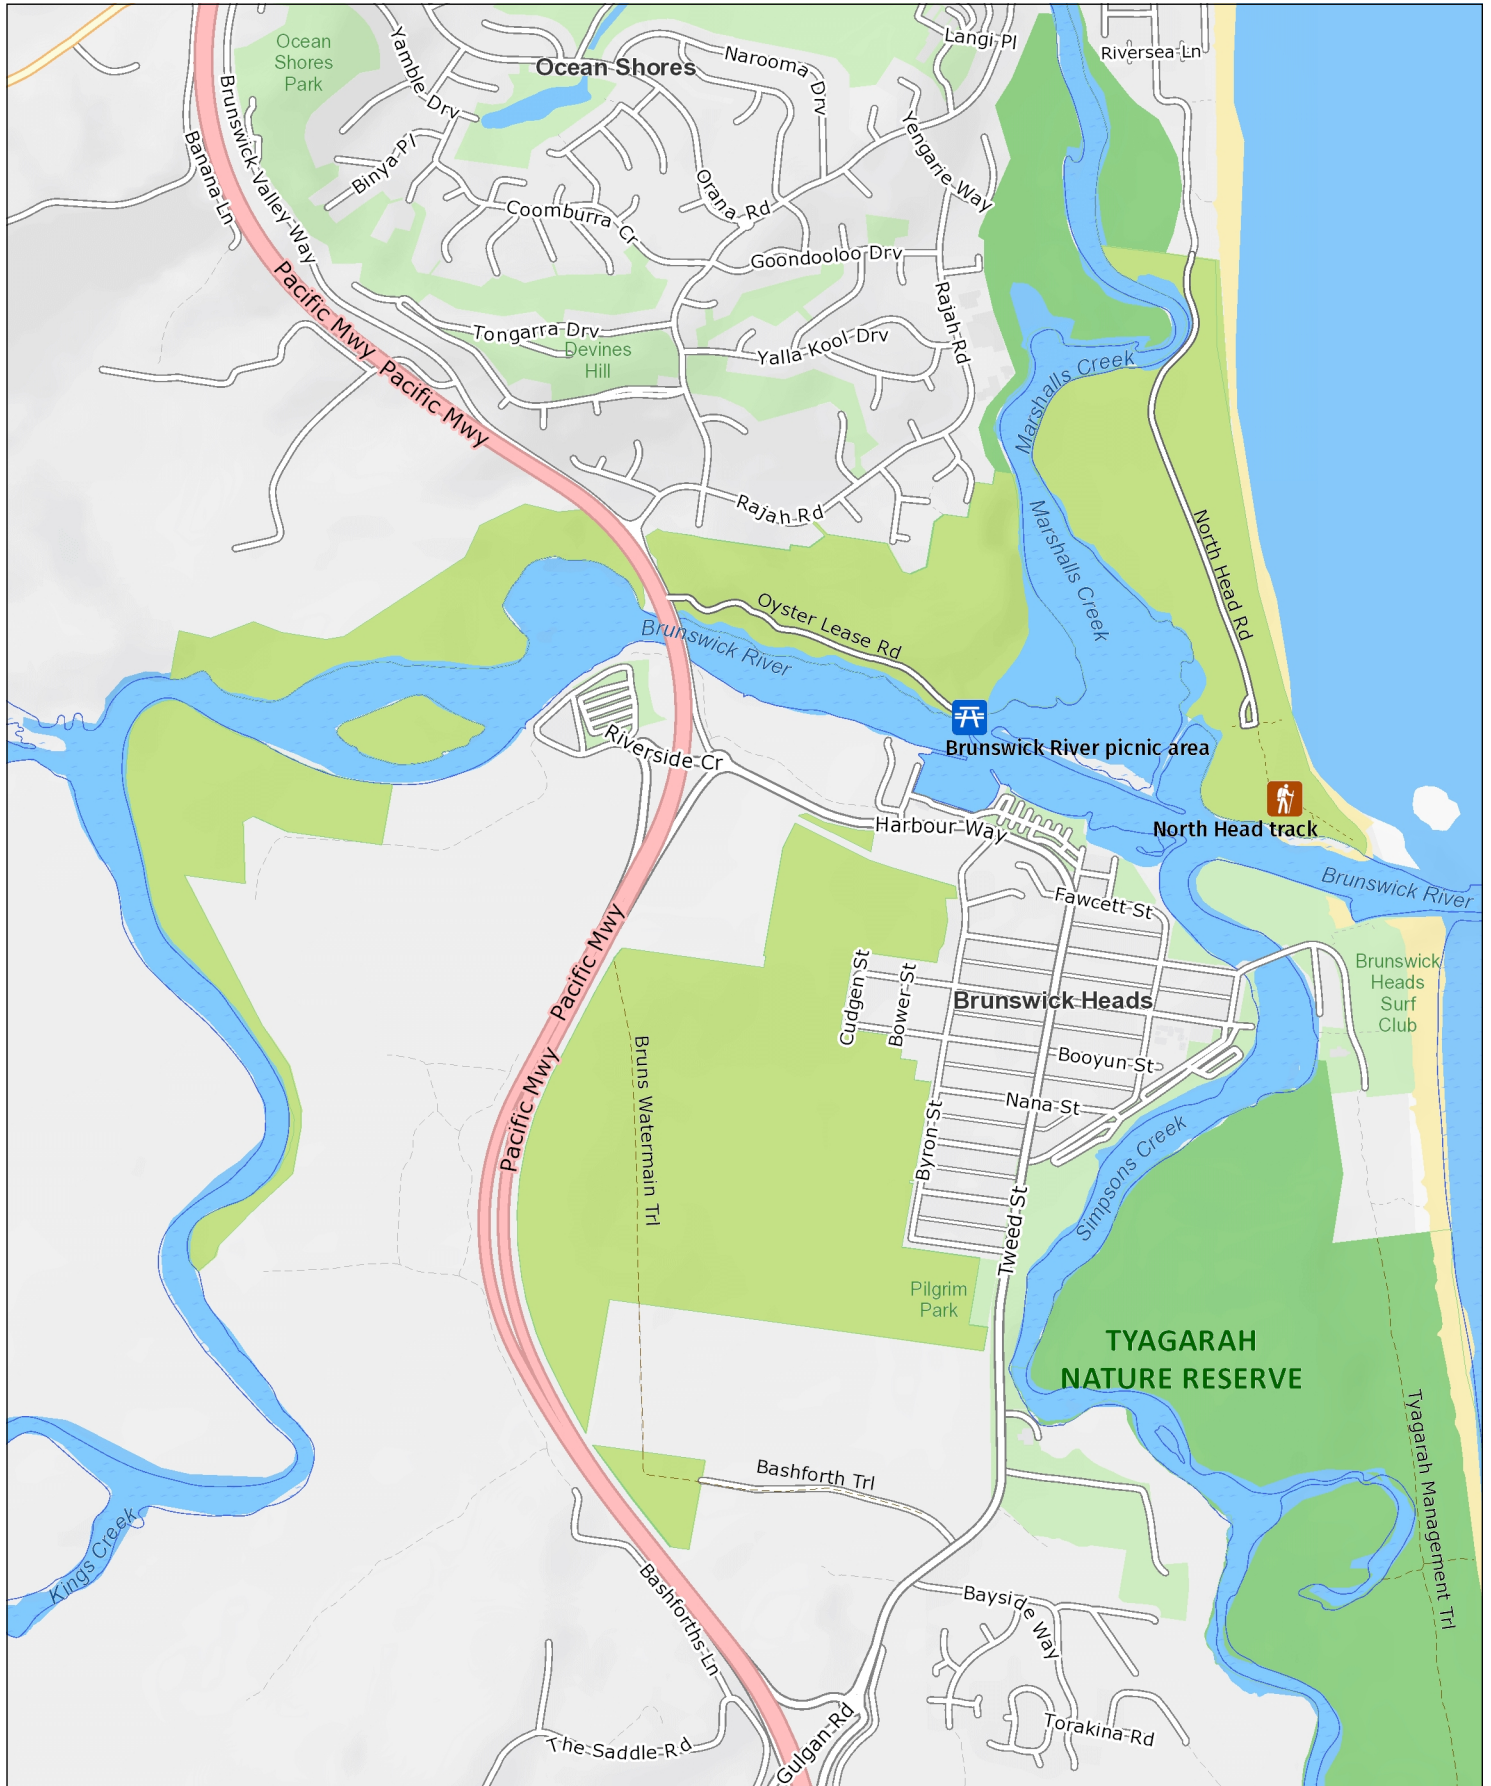 Ocean
Shores
Park
Yamble Drv
Ocean Shores
Narooma Drv
Langi Pl
Riversea Ln
Banana Ln
Brunswick Valley Way
Binya Pl
Yengarie Way
Orana Rd
Coomburra Cr
Goondooloo Drv
Pacific Mwy
Pacific Mwy
Tongarra Drv
Devines
Hill
Yalla Kool Drv
Rajah Rd
Marshalls Creek
Rajah Rd
Marshalls Creek
North Head Rd
Oyster Lease Rd
Brunswick River
Brunswick River picnic area
Riverside Cr
Harbour Way
North Head track
Brunswick River
Fawcett St
Pacific Mwy
Cudgen St
Bower St
Brunswick Heads
Brunswick
Heads
Surf
Club
Pacific Mwy
Bruns Watermain Trl
Booyun St
Nana St
Byron St
Simpsons Creek
Tweed St
Pilgrim
Park
TYAGARAH
NATURE RESERVE
Tyagarah Management Trl
Bashforth Trl
Kings Creek
Bashforths Ln
Bayside Way
Torakina Rd
The Saddle Rd
Gulgan Rd